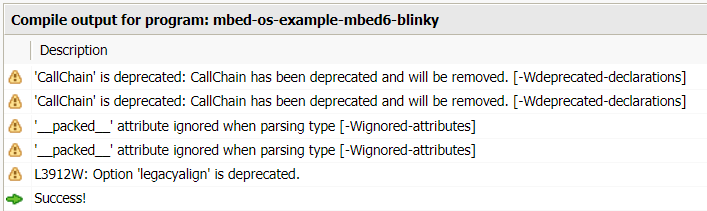 Compile output for program: mbed-os-example-mbed6-blinky
Description
'CallChain' is deprecated: CallChain has been deprecated and will be removed. [-Wdeprecated-declarations]
'CallChain' is deprecated: CallChain has been deprecated and will be removed. [-Wdeprecated-declarations]
'__packed__' attribute ignored when parsing type [-Wignored-attributes]
'__packed__' attribute ignored when parsing type [-Wignored-attributes]
L3912W: Option 'legacyalign' is deprecated.
Success!